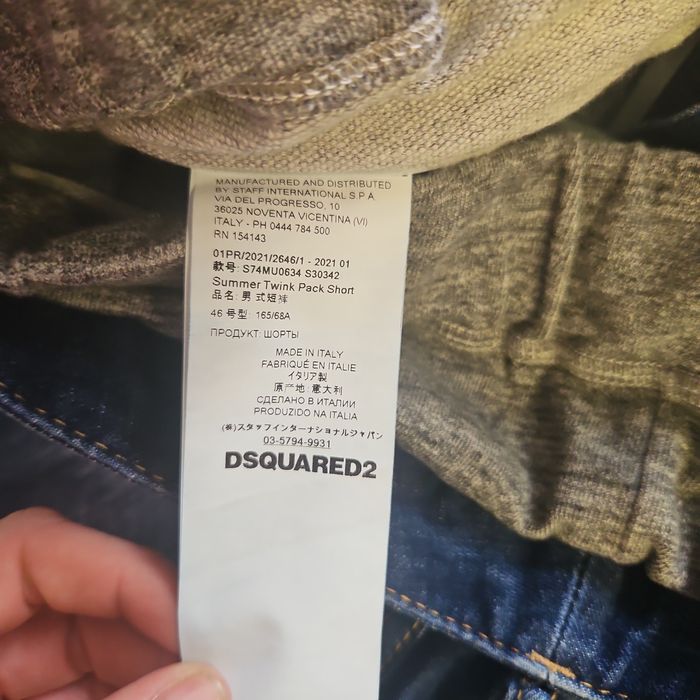 MANUFACTURED AND DISTRIBUTED
BY STAFF INTERNATIONAL S.P.A.
VIA DEL PROGRESSO, 10
36025 NOVENTA VICENTINA (VI)
ITALY - PH 0444 784 500
RN 154143
01PR/2021/2646/1 - 2021 01
款号: S74MU0634 S30342
Summer Twink Pack Short
品名: 男式短裤
46 号型: 165/68A
ПРОДУКТ: ШОРТЫ
MADE IN ITALY
FABRIQUÉ EN ITALIE
イタリア製
原产地: 意大利
СДЕЛАНО В ИТАЛИИ
PRODUZIDO NA ITALIA
(株)スタッフインターナショナルジャパン
03-5794-9931
DSQUARED2